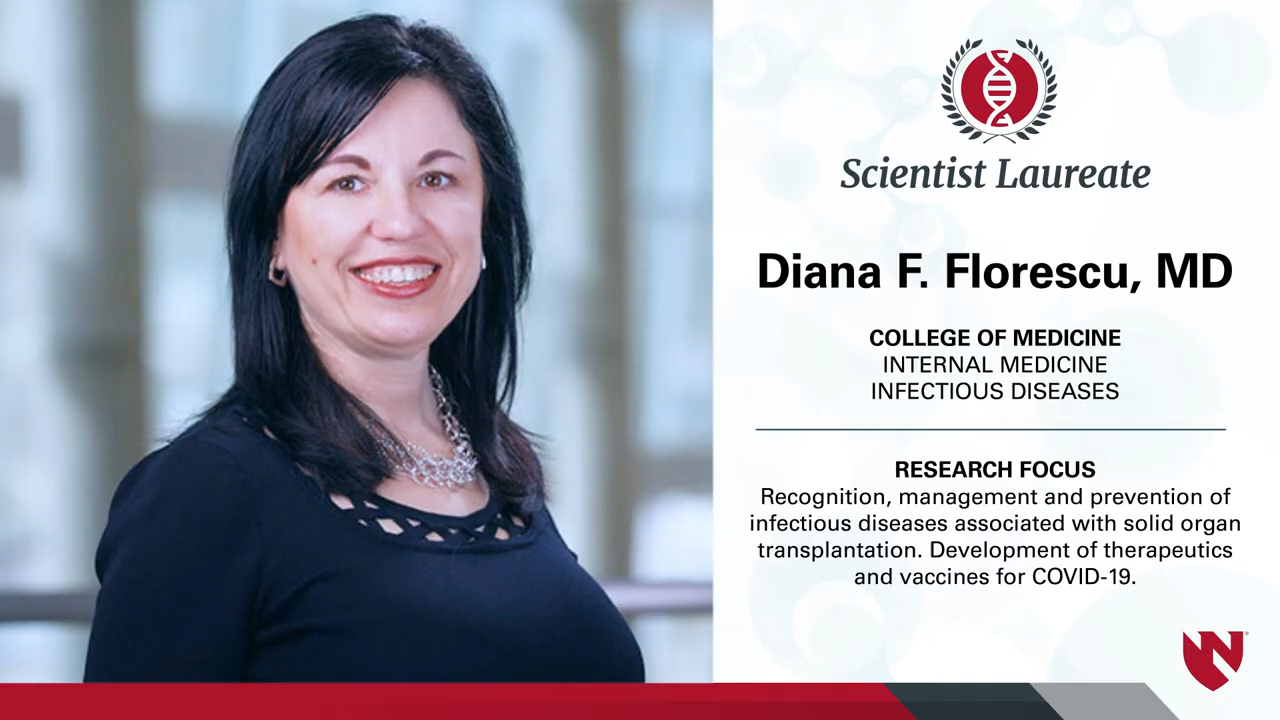 Scientist Laureate
Diana F. Florescu, MD
COLLEGE OF MEDICINE
INTERNAL MEDICINE
INFECTIOUS DISEASES
RESEARCH FOCUS
Recognition, management and prevention of
infectious diseases associated with solid organ
transplantation. Development of therapeutics
and vaccines for COVID-19.
N